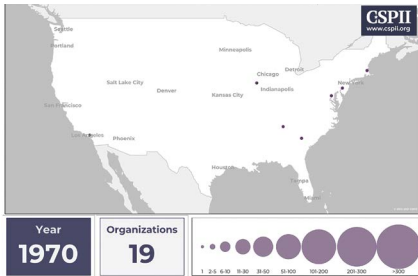 CSPII
www.cspii.org
Seattle
Portland
Minneapolis
Chicago
Detroit
New York
Salt Lake City
Denver
Kansas City
Indianapolis
San Francisco
Los Angeles
Phoenix
Houston
Tampa
Miami
Year
1970
Organizations
19
1
2-5
6-10
11-30
31-50
51-100
101-200
201-300
>300